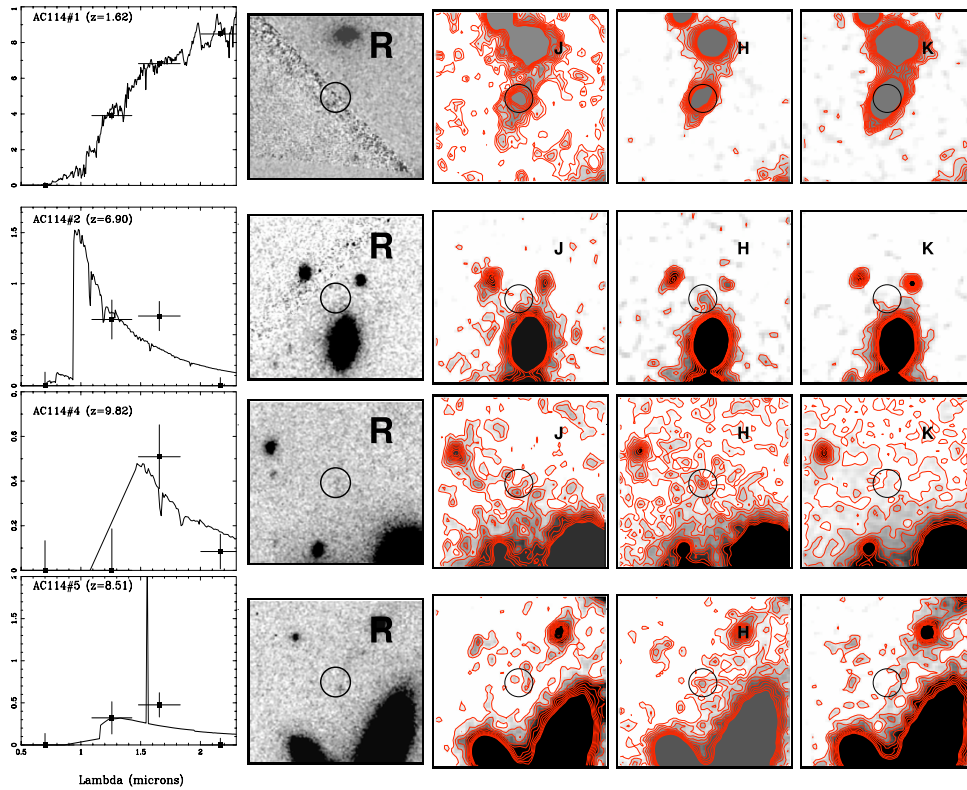 AC114#1 (z=1.62)
8
6
4
2
0
R
J
H
K
AC114#2 (z=6.90)
1.5
1
0.5
0
R
J
H
K
AC114#4 (z=9.82)
0.6
0.4
0.2
0
R
J
H
K
AC114#5 (z=8.51)
1.5
1
0.5
0
0.5
1
1.5
2
R
H
Lambda (microns)